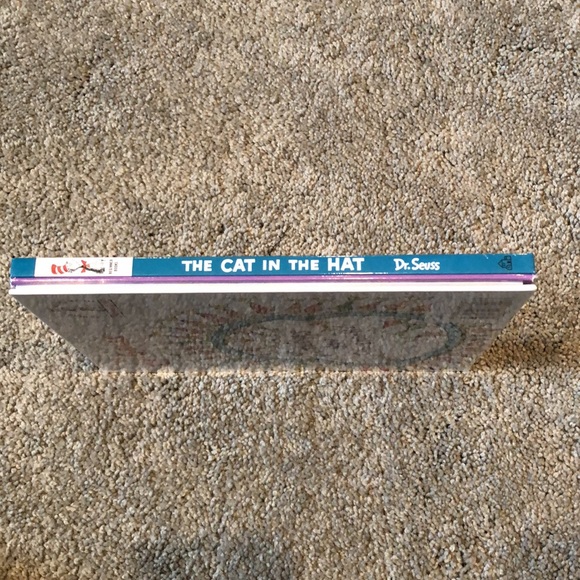 THE CAT IN THE HAT Dr. Seuss